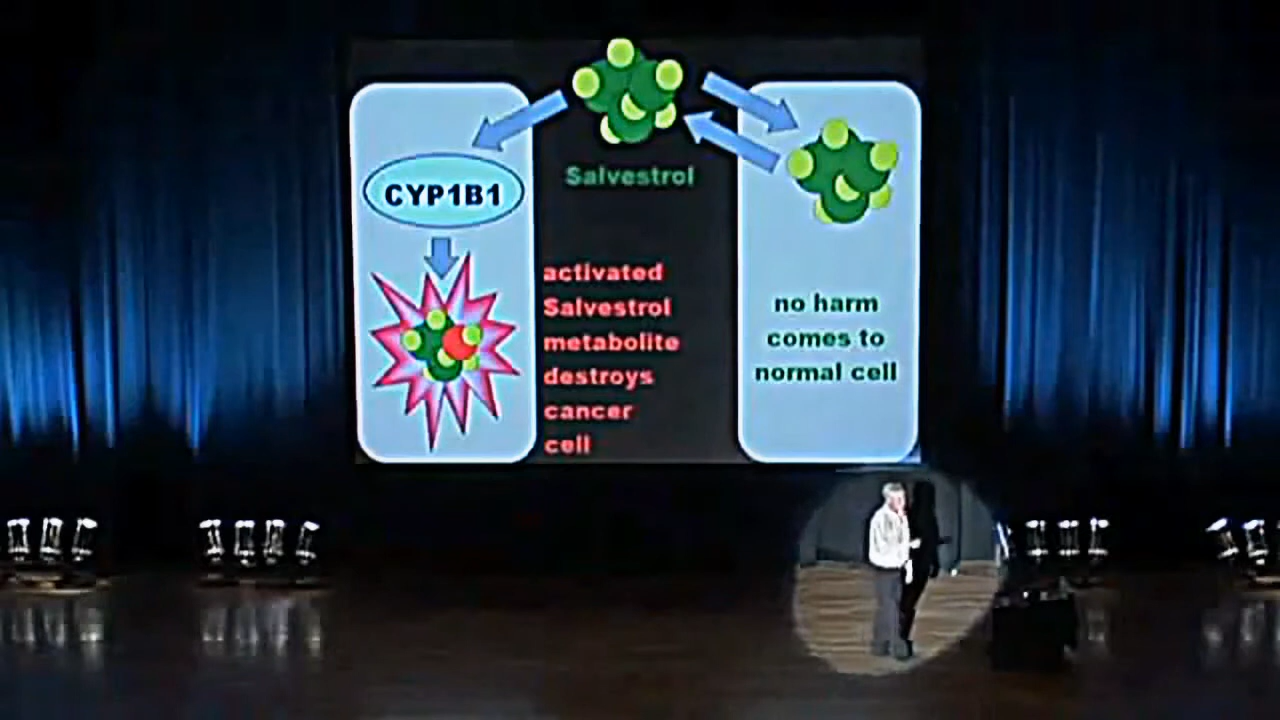 Salvestrol
CYP1B1
activated
Salvestrol
metabolite
destroys
cancer
cell
no harm
comes to
normal cell